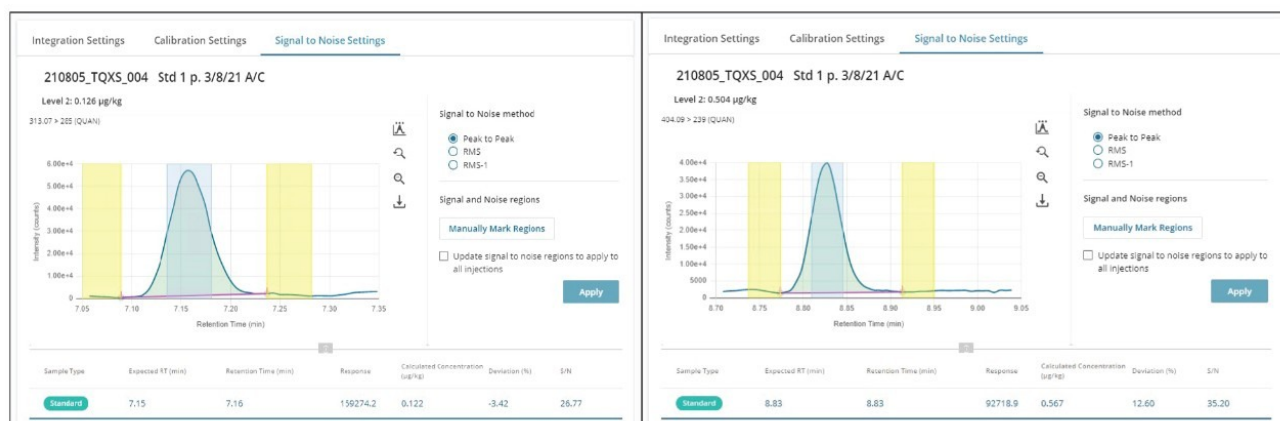 Integration Settings Calibration Settings Signal to Noise Settings
210805_TQXS_004 Std 1 p. 3/8/21 A/C
Level 2: 0.126 µg/kg
313.07 > 285 (QUAN)
Signal to Noise method
Peak to Peak
RMS
RMS-1
Signal and Noise regions
Manually Mark Regions
Update signal to noise regions to apply to
all injections
Apply
6.00e+4
5.00e+4
4.00e+4
3.00e+4
2.00e+4
1.00e+4
0
Intensity (counts)
7.05 7.10 7.15 7.20 7.25 7.30 7.35
Retention Time (min)
Sample Type Expected RT (min) Retention Time (min) Response Calculated Concentration (µg/kg) Deviation (%) S/N
Standard 7.15 7.16 159274.2 0.122 -3.42 26.77
Integration Settings Calibration Settings Signal to Noise Settings
210805_TQXS_004 Std 1 p. 3/8/21 A/C
Level 2: 0.504 µg/kg
404.09 > 239 (QUAN)
Signal to Noise method
Peak to Peak
RMS
RMS-1
Signal and Noise regions
Manually Mark Regions
Update signal to noise regions to apply to
all injections
Apply
4.00e+4
3.50e+4
3.00e+4
2.50e+4
2.00e+4
1.50e+4
1.00e+4
5000
0
Intensity (counts)
8.70 8.75 8.80 8.85 8.90 8.95 9.00 9.05
Retention Time (min)
Sample Type Expected RT (min) Retention Time (min) Response Calculated Concentration (µg/kg) Deviation (%) S/N
Standard 8.83 8.83 92718.9 0.567 12.60 35.20